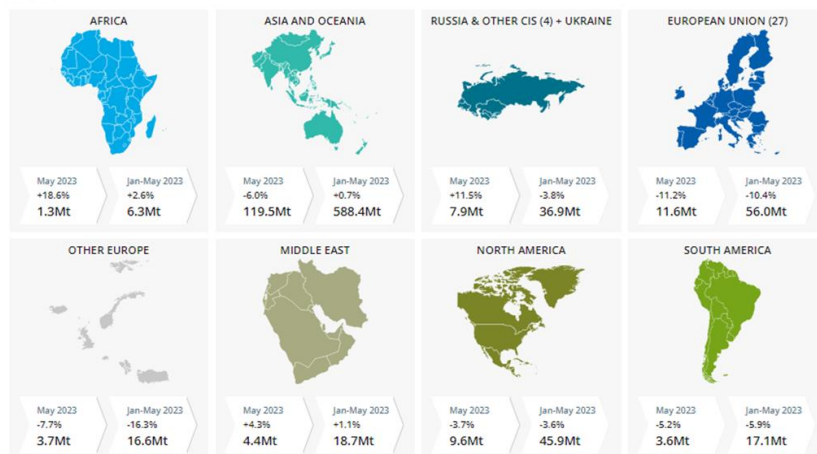 AFRICA
May 2023
+18.6%
1.3Mt
Jan-May 2023
+2.6%
6.3Mt
ASIA AND OCEANIA
May 2023
-6.0%
119.5Mt
Jan-May 2023
+0.7%
588.4Mt
RUSSIA & OTHER CIS (4) + UKRAINE
May 2023
+11.5%
7.9Mt
Jan-May 2023
-3.8%
36.9Mt
EUROPEAN UNION (27)
May 2023
-11.2%
11.6Mt
Jan-May 2023
-10.4%
56.0Mt
OTHER EUROPE
May 2023
-7.7%
3.7Mt
Jan-May 2023
-16.3%
16.6Mt
MIDDLE EAST
May 2023
+4.3%
4.4Mt
Jan-May 2023
+1.1%
18.7Mt
NORTH AMERICA
May 2023
-3.7%
9.6Mt
Jan-May 2023
-3.6%
45.9Mt
SOUTH AMERICA
May 2023
-5.2%
3.6Mt
Jan-May 2023
-5.9%
17.1Mt